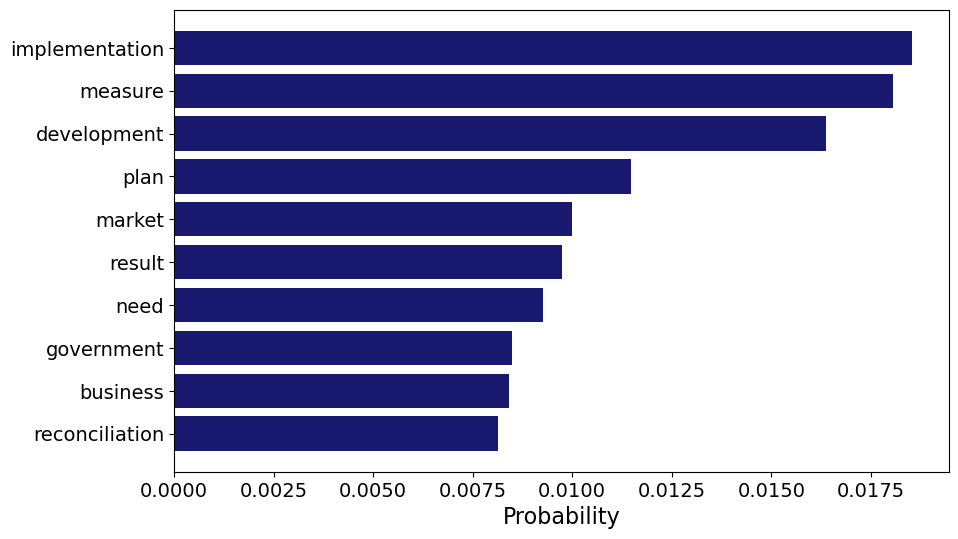 implementation
measure
development
plan
market
result
need
government
business
reconciliation
0.0000 0.0025 0.0050 0.0075 0.0100 0.0125 0.0150 0.0175
Probability